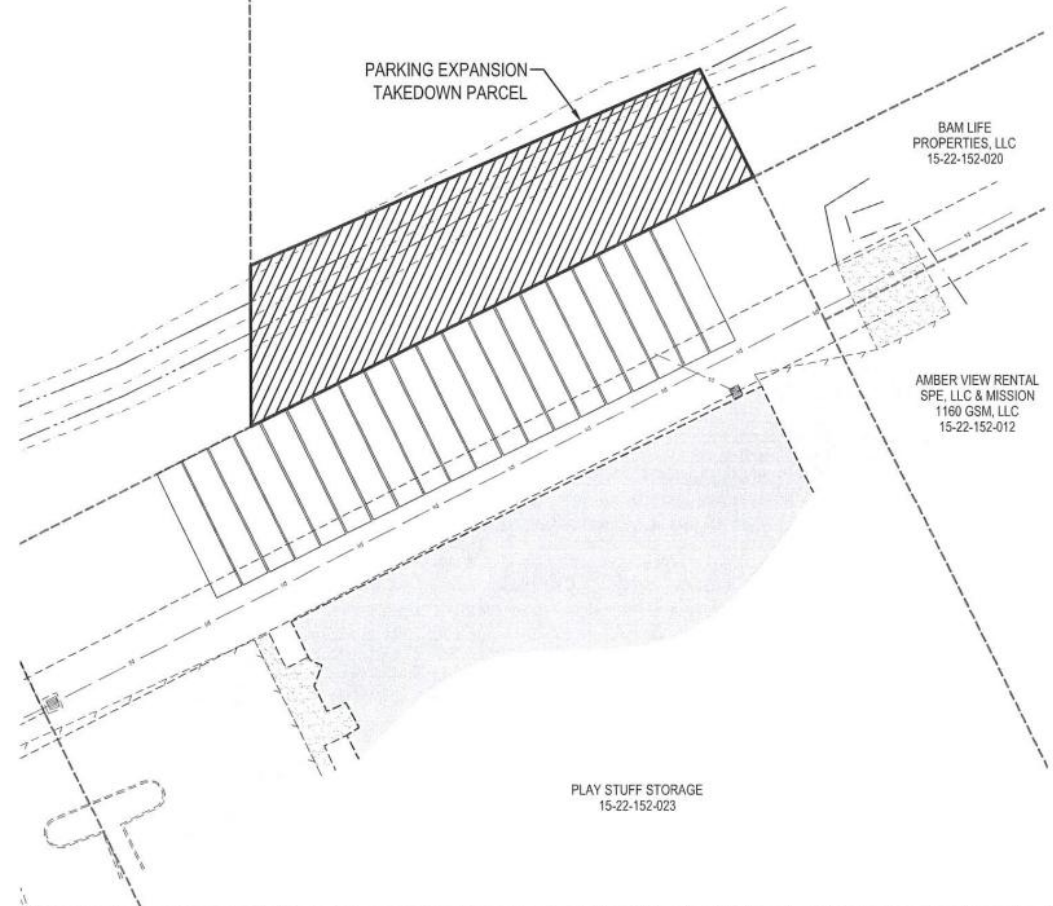 PARKING EXPANSION
TAKEDOWN PARCEL
BAM LIFE
PROPERTIES, LLC
15-22-152-020
AMBER VIEW RENTAL
SPE, LLC & MISSION
1160 GSM, LLC
15-22-152-012
PLAY STUFF STORAGE
15-22-152-023